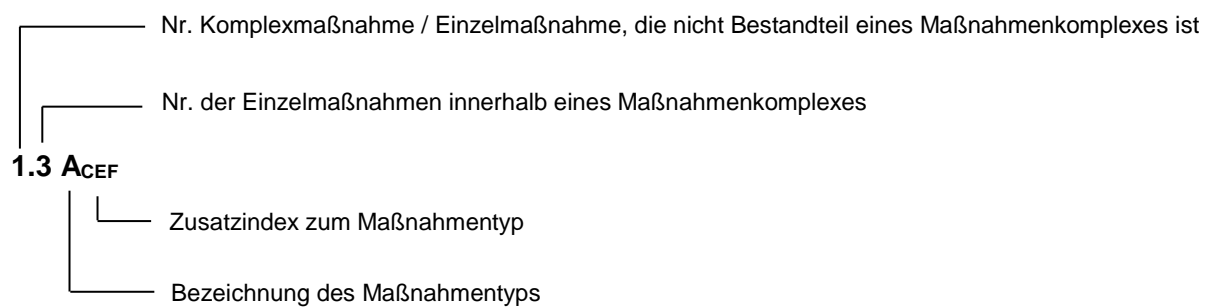 Nr. Komplexmaßnahme / Einzelmaßnahme, die nicht Bestandteil eines Maßnahmenkomplexes ist
Nr. der Einzelmaßnahmen innerhalb eines Maßnahmenkomplexes
1.3 ACEF
Zusatzindex zum Maßnahmentyp
Bezeichnung des Maßnahmentyps